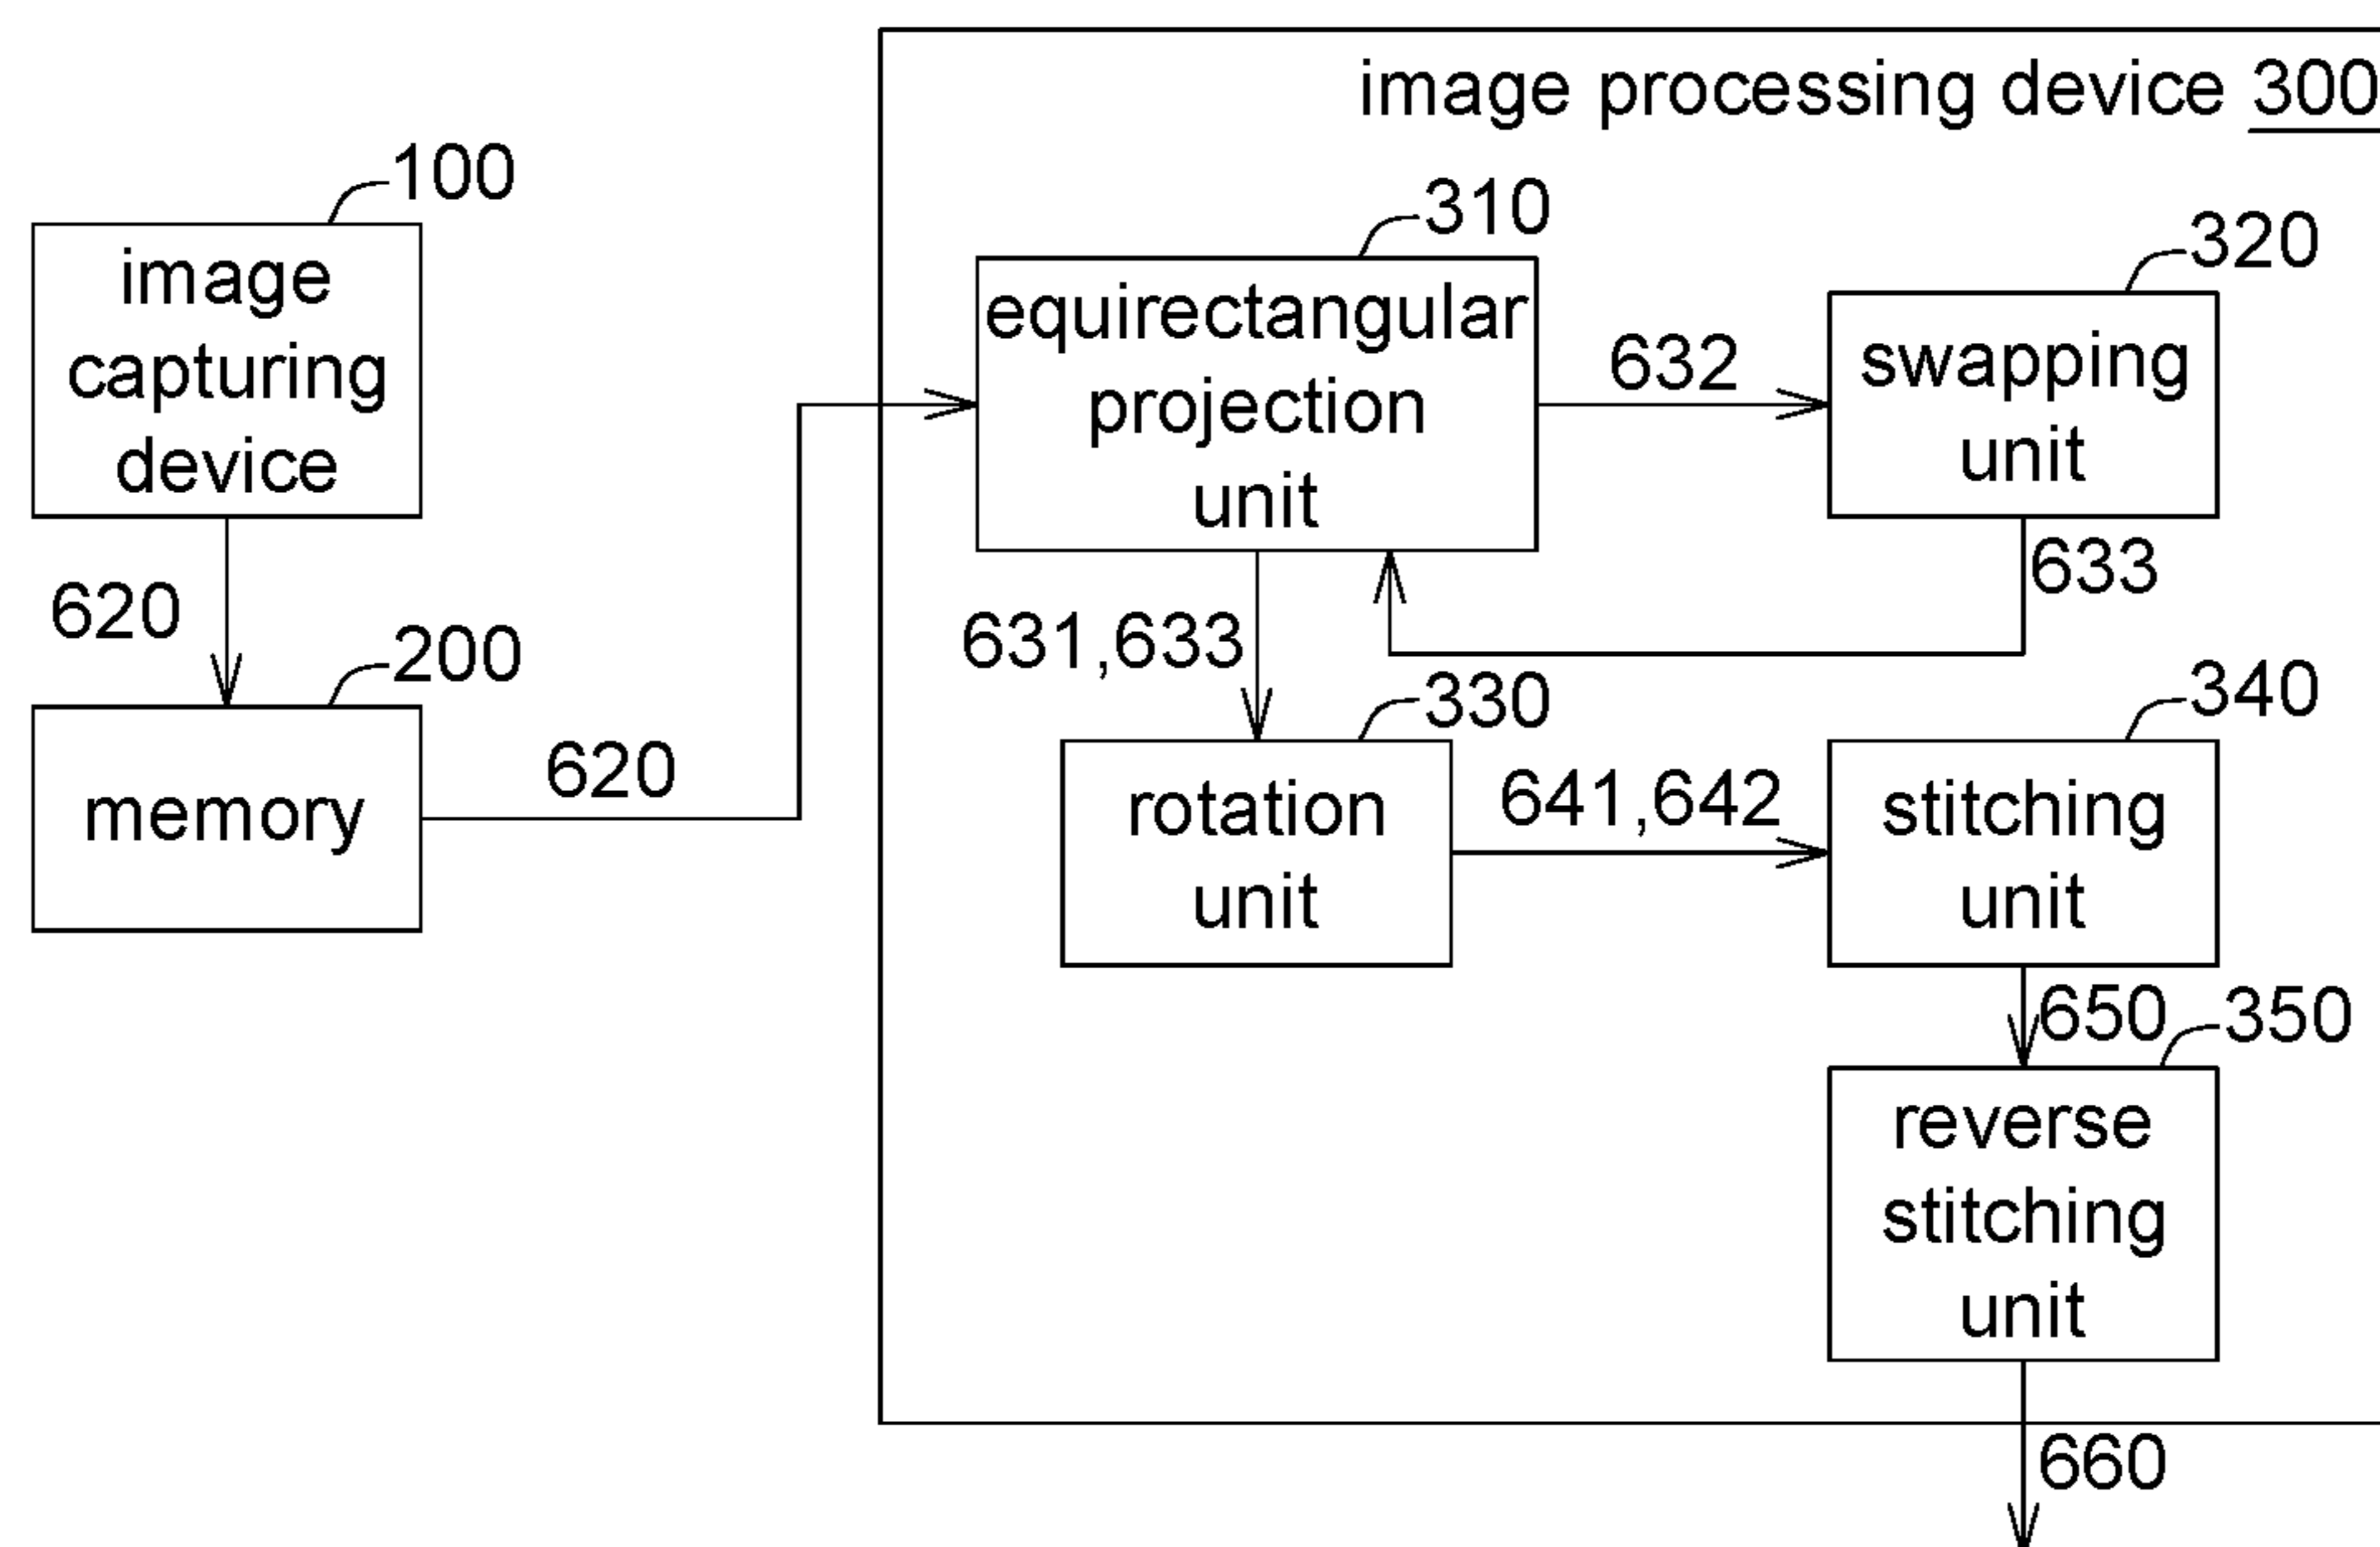 image processing device 300
100
image
capturing
device
620
200
memory
620
310
equirectangular
projection
unit
632
320
swapping
unit
633
631,633
330
rotation
unit
641,642
340
stitching
unit
650
350
reverse
stitching
unit
660